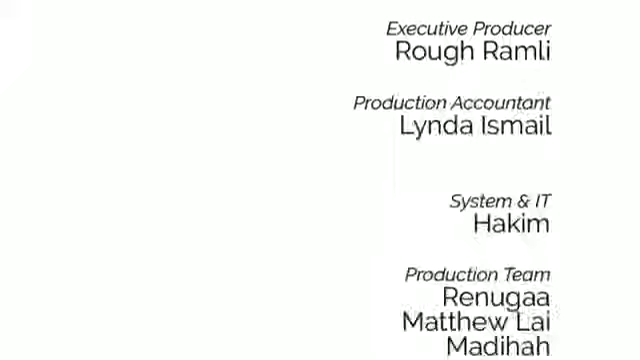 Executive Producer
Rough Ramli
Production Accountant
Lynda Ismail
System & IT
Hakim
Production Team
Renugaa
Matthew Lai
Madihah